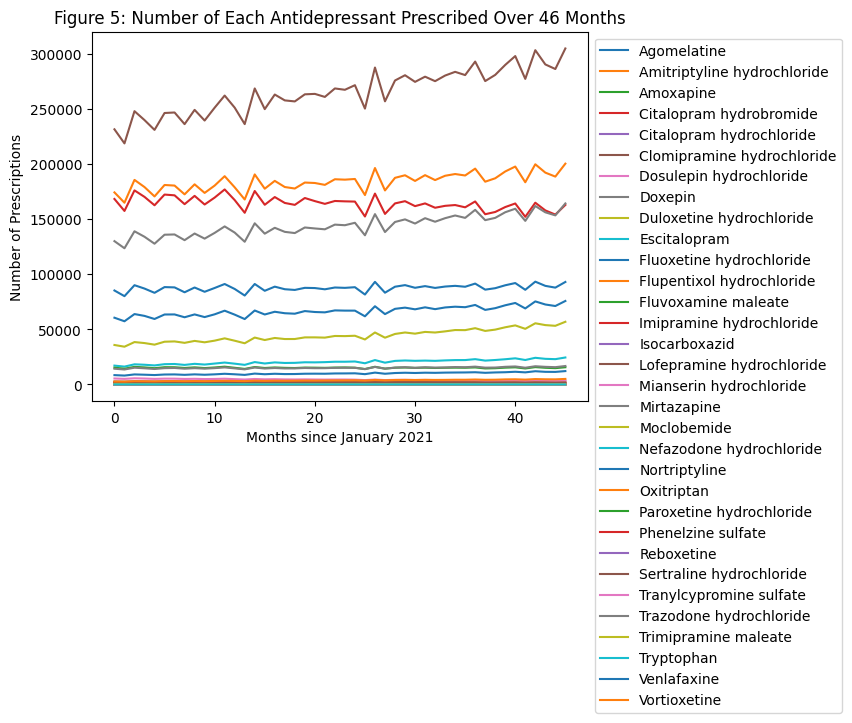 Figure 5: Number of Each Antidepressant Prescribed Over 46 Months
Number of Prescriptions
300000
250000
200000
150000
100000
50000
0
0 10 20 30 40
Months since January 2021
Agomelatine
Amitriptyline hydrochloride
Amoxapine
Citalopram hydrobromide
Citalopram hydrochloride
Clomipramine hydrochloride
Dosulepin hydrochloride
Doxepin
Duloxetine hydrochloride
Escitalopram
Fluoxetine hydrochloride
Flupentixol hydrochloride
Fluvoxamine maleate
Imipramine hydrochloride
Isocarboxazid
Lofepramine hydrochloride
Mianserin hydrochloride
Mirtazapine
Moclobemide
Nefazodone hydrochloride
Nortriptyline
Oxitriptan
Paroxetine hydrochloride
Phenelzine sulfate
Reboxetine
Sertraline hydrochloride
Tranylcypromine sulfate
Trazodone hydrochloride
Trimipramine maleate
Tryptophan
Venlafaxine
Vortioxetine